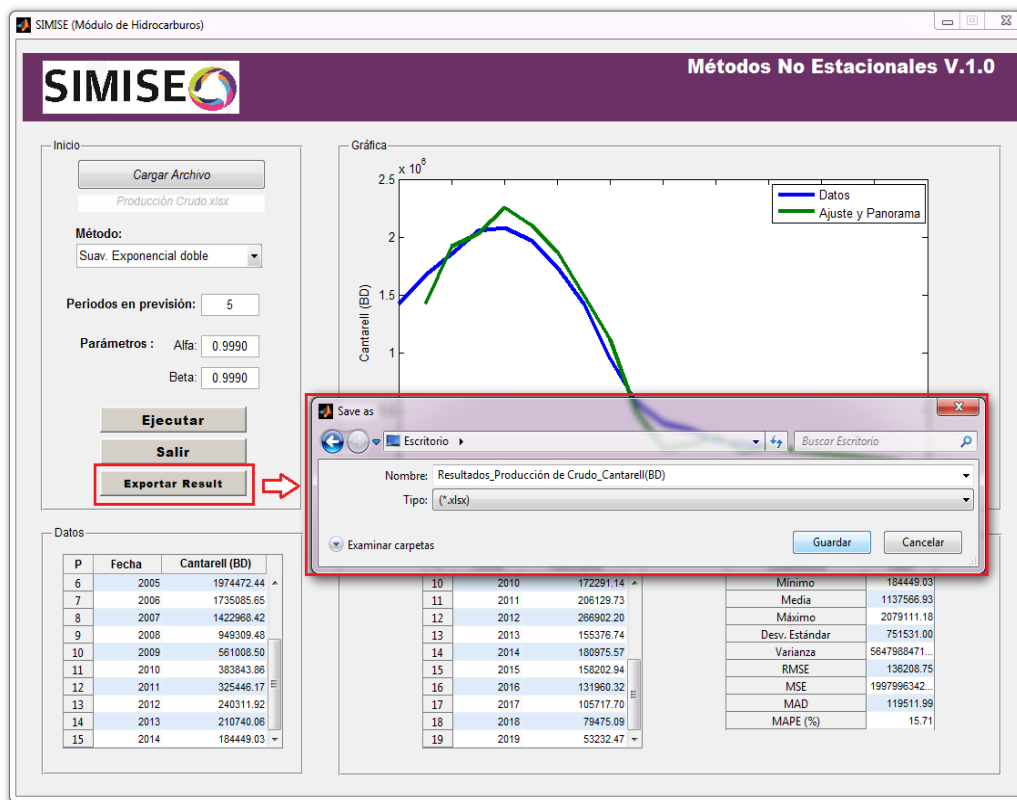 SIMISE (Módulo de Hidrocarburos)
SIMISE
Métodos No Estacionales V.1.0
Inicio
Cargar Archivo
Producción Crudo.xlsx
Método:
Suav. Exponencial doble
Periodos en previsión: 5
Parámetros : Alfa: 0.9990
Beta: 0.9990
Ejecutar
Salir
Exportar Result
Gráfica
x 10^6
2.5
2
1.5
1
Cantarell (BD)
Datos
Ajuste y Panorama
Save as
Escritorio
Buscar Escritorio
Nombre: Resultados_Producción de Crudo_Cantarell(BD)
Tipo: (*.xlsx)
Examinar carpetas
Guardar
Cancelar
Datos
P Fecha Cantarell (BD)
6 2005 1974472.44
7 2006 1735085.65
8 2007 1422968.42
9 2008 949309.48
10 2009 561008.50
11 2010 383843.86
12 2011 325446.17
13 2012 240311.92
14 2013 210740.06
15 2014 184449.03
10 2010 172291.14
11 2011 206129.73
12 2012 266902.20
13 2013 155376.74
14 2014 180975.57
15 2015 158202.94
16 2016 131960.32
17 2017 105717.70
18 2018 79475.09
19 2019 53232.47
Mínimo 184449.03
Media 1137566.93
Máximo 2079111.18
Desv. Estándar 751531.00
Varianza 5647988471...
RMSE 136208.75
MSE 1997996342...
MAD 119511.99
MAPE (%) 15.71